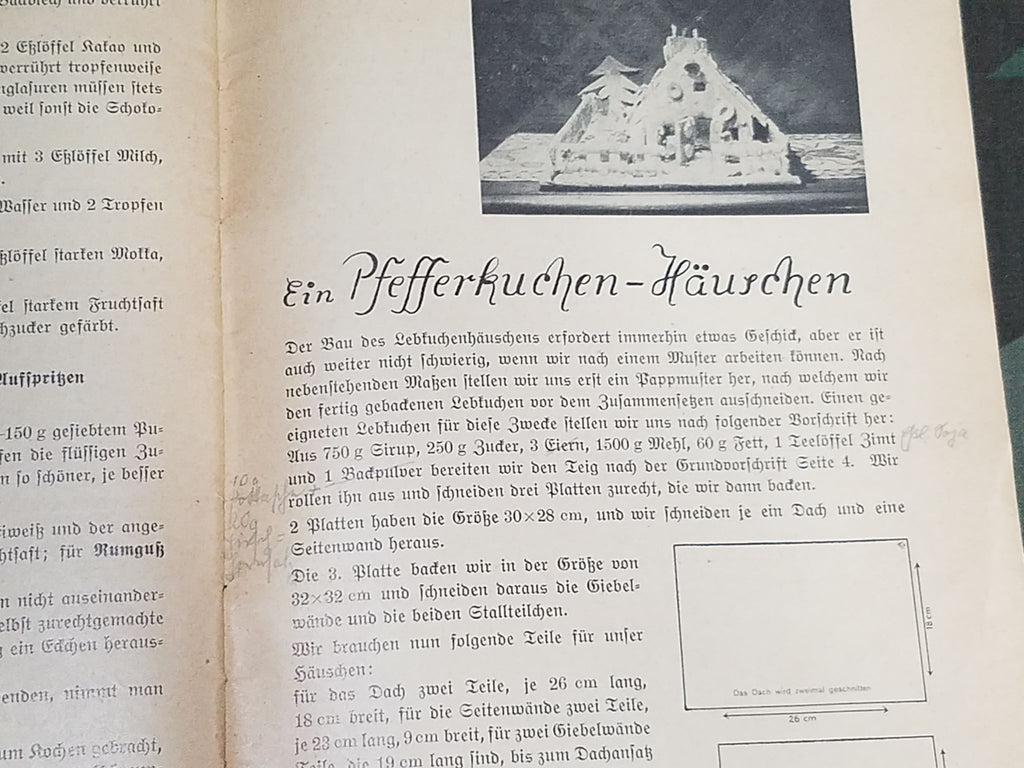 2 Eßlöffel Kakao und
verrührt tropfenweise
müssen stets
weil sonst die Schoko-
mit 3 Eßlöffel Milch,
Wasser und 2 Tropfen
starken Mokka,
starkem Fruchtsaft
gefärbt.
Aufspritzen
150 g gesiebtem Pu-
die flüssigen Zu-
so schöner, je besser
und der ange-
für Rumguß
nicht auseinander-
zurechtgemachte
ein Eckchen heraus-
nimmt man
Kochen gebracht,
Ein Pfefferkuchen-Häuschen
Der Bau des Lebkuchenhäuschens erfordert immerhin etwas Geschick, aber er ist
auch weiter nicht schwierig, wenn wir nach einem Muster arbeiten können. Nach
nebenstehenden Maßen stellen wir uns erst ein Pappmuster her, nach welchem wir
den fertig gebackenen Lebkuchen vor dem Zusammensetzen ausschneiden. Einen ge-
eigneten Lebkuchen für diese Zwecke stellen wir uns nach folgender Vorschrift her:
Aus 750 g Sirup, 250 g Zucker, 3 Eiern, 1500 g Mehl, 60 g Fett, 1 Teelöffel Zimt
und 1 Backpulver bereiten wir den Teig nach der Grundvorschrift Seite 4. Wir
rollen ihn aus und schneiden drei Platten zurecht, die wir dann backen.
2 Platten haben die Größe 30×28 cm, und wir schneiden je ein Dach und eine
Seitenwand heraus.
Die 3. Platte backen wir in der Größe von
32×32 cm und schneiden daraus die Giebel-
wände und die beiden Stallteilchen.
Wir brauchen nun folgende Teile für unser
Häuschen:
für das Dach zwei Teile, je 26 cm lang,
18 cm breit, für die Seitenwände zwei Teile,
je 23 cm lang, 9 cm breit, für zwei Giebelwände
Teile, die 19 cm lang sind, bis zum Dachansatz
18 cm
Das Dach wird zweimal geschnitten
26 cm